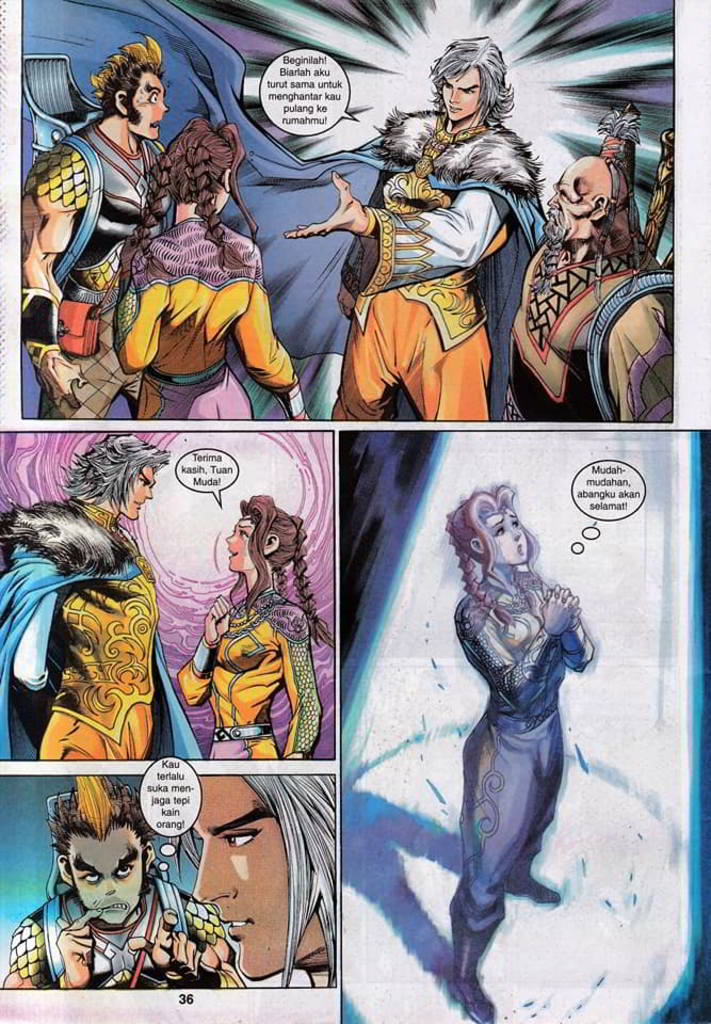 Beginilah!
Biarlah aku
turut sama untuk
menghantar kau
pulang ke
rumahmu!
Terima
kasih, Tuan
Muda!
Mudah-
mudahan,
abangku akan
selamat!
Kau
terlalu
suka men-
jaga tepi
kain
orang!
36